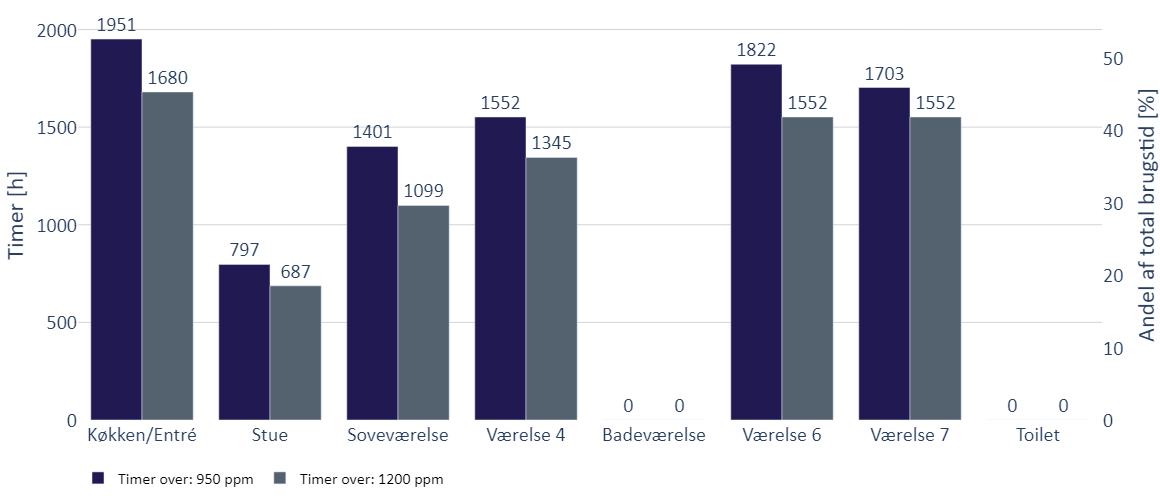 Timer [h]
2000
1500
1000
500
0
1951
1680
797
687
1401
1099
1552
1345
0
0
1822
1552
1703
1552
0
0
Køkken/Entré
Stue
Soveværelse
Værelse 4
Badeværelse
Værelse 6
Værelse 7
Toilet
50
40
30
20
10
0
Andel af total brugstid [%]
Timer over: 950 ppm
Timer over: 1200 ppm